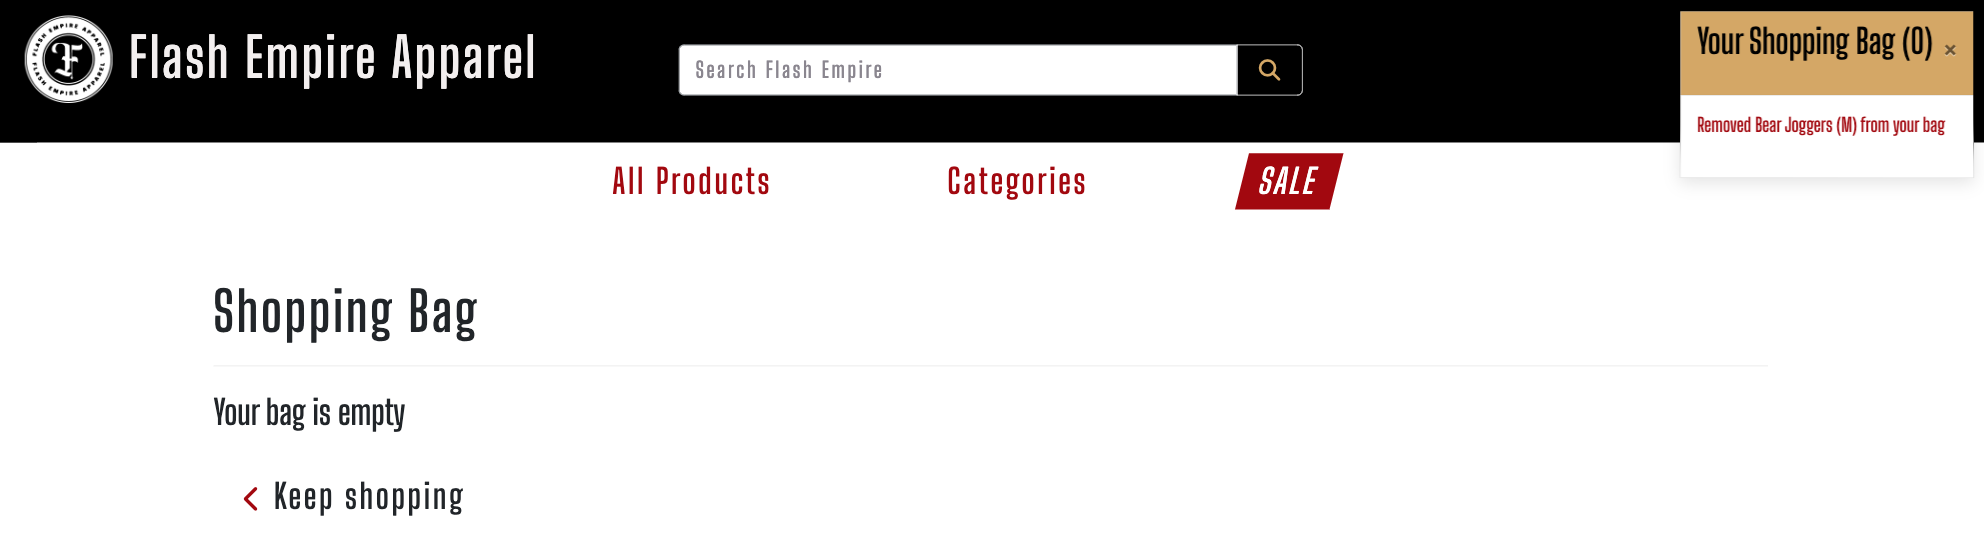 FLASH EMPIRE APPAREL
FLASH EMPIRE APPAREL
F
Flash Empire Apparel
Search Flash Empire
Your Shopping Bag (0) ×
Removed Bear Joggers (M) from your bag
All Products
Categories
SALE
Shopping Bag
Your bag is empty
Keep shopping